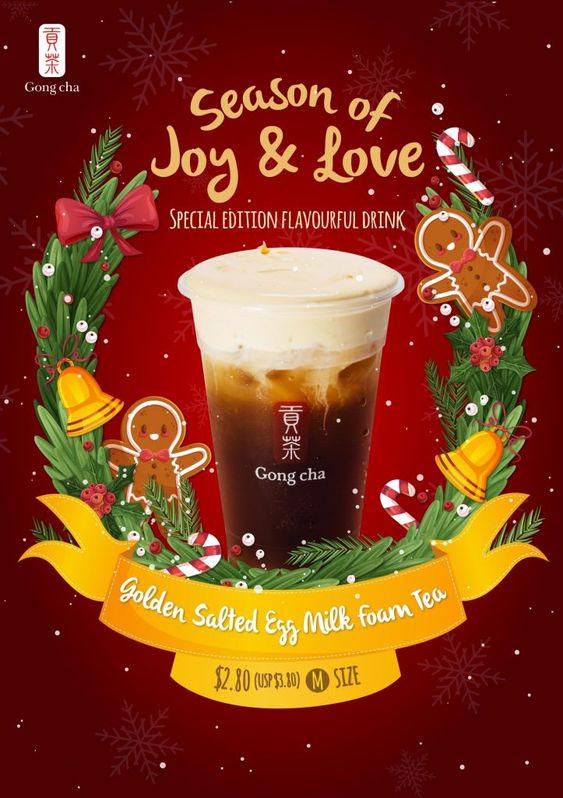 貢茶
Gong cha
Season of
Joy & Love
SPECIAL EDITION FLAVOURFUL DRINK
貢茶
Gong cha
Golden Salted Egg Milk Foam Tea
$2.80 (USP $3.80) M SIZE